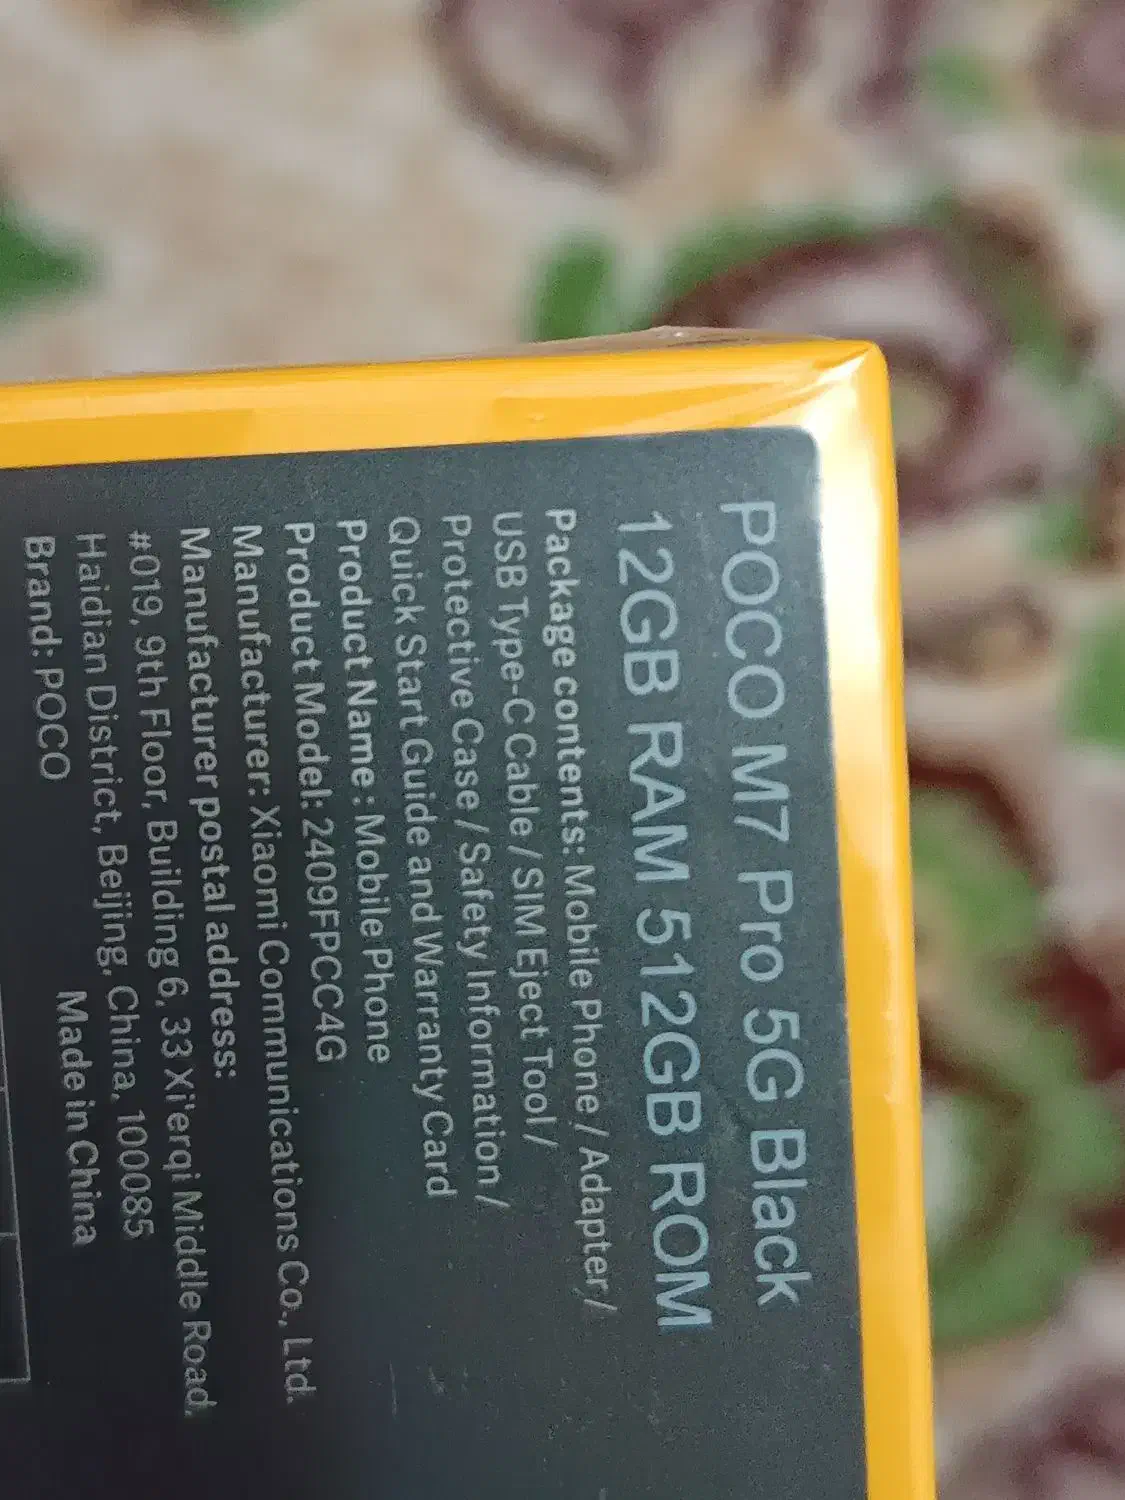 POCO M7 Pro 5G Black
12GB RAM 512GB ROM
Package contents: Mobile Phone / Adapter /
USB Type-C Cable / SIM Eject Tool /
Protective Case / Safety Information /
Quick Start Guide and Warranty Card
Product Name : Mobile Phone
Product Model: 2409FPCC4G
Manufacturer: Xiaomi Communications Co., Ltd.
Manufacturer postal address:
#019, 9th Floor, Building 6, 33 Xi'erqi Middle Road,
Haidian District, Beijing, China, 100085
Brand: POCO Made in China